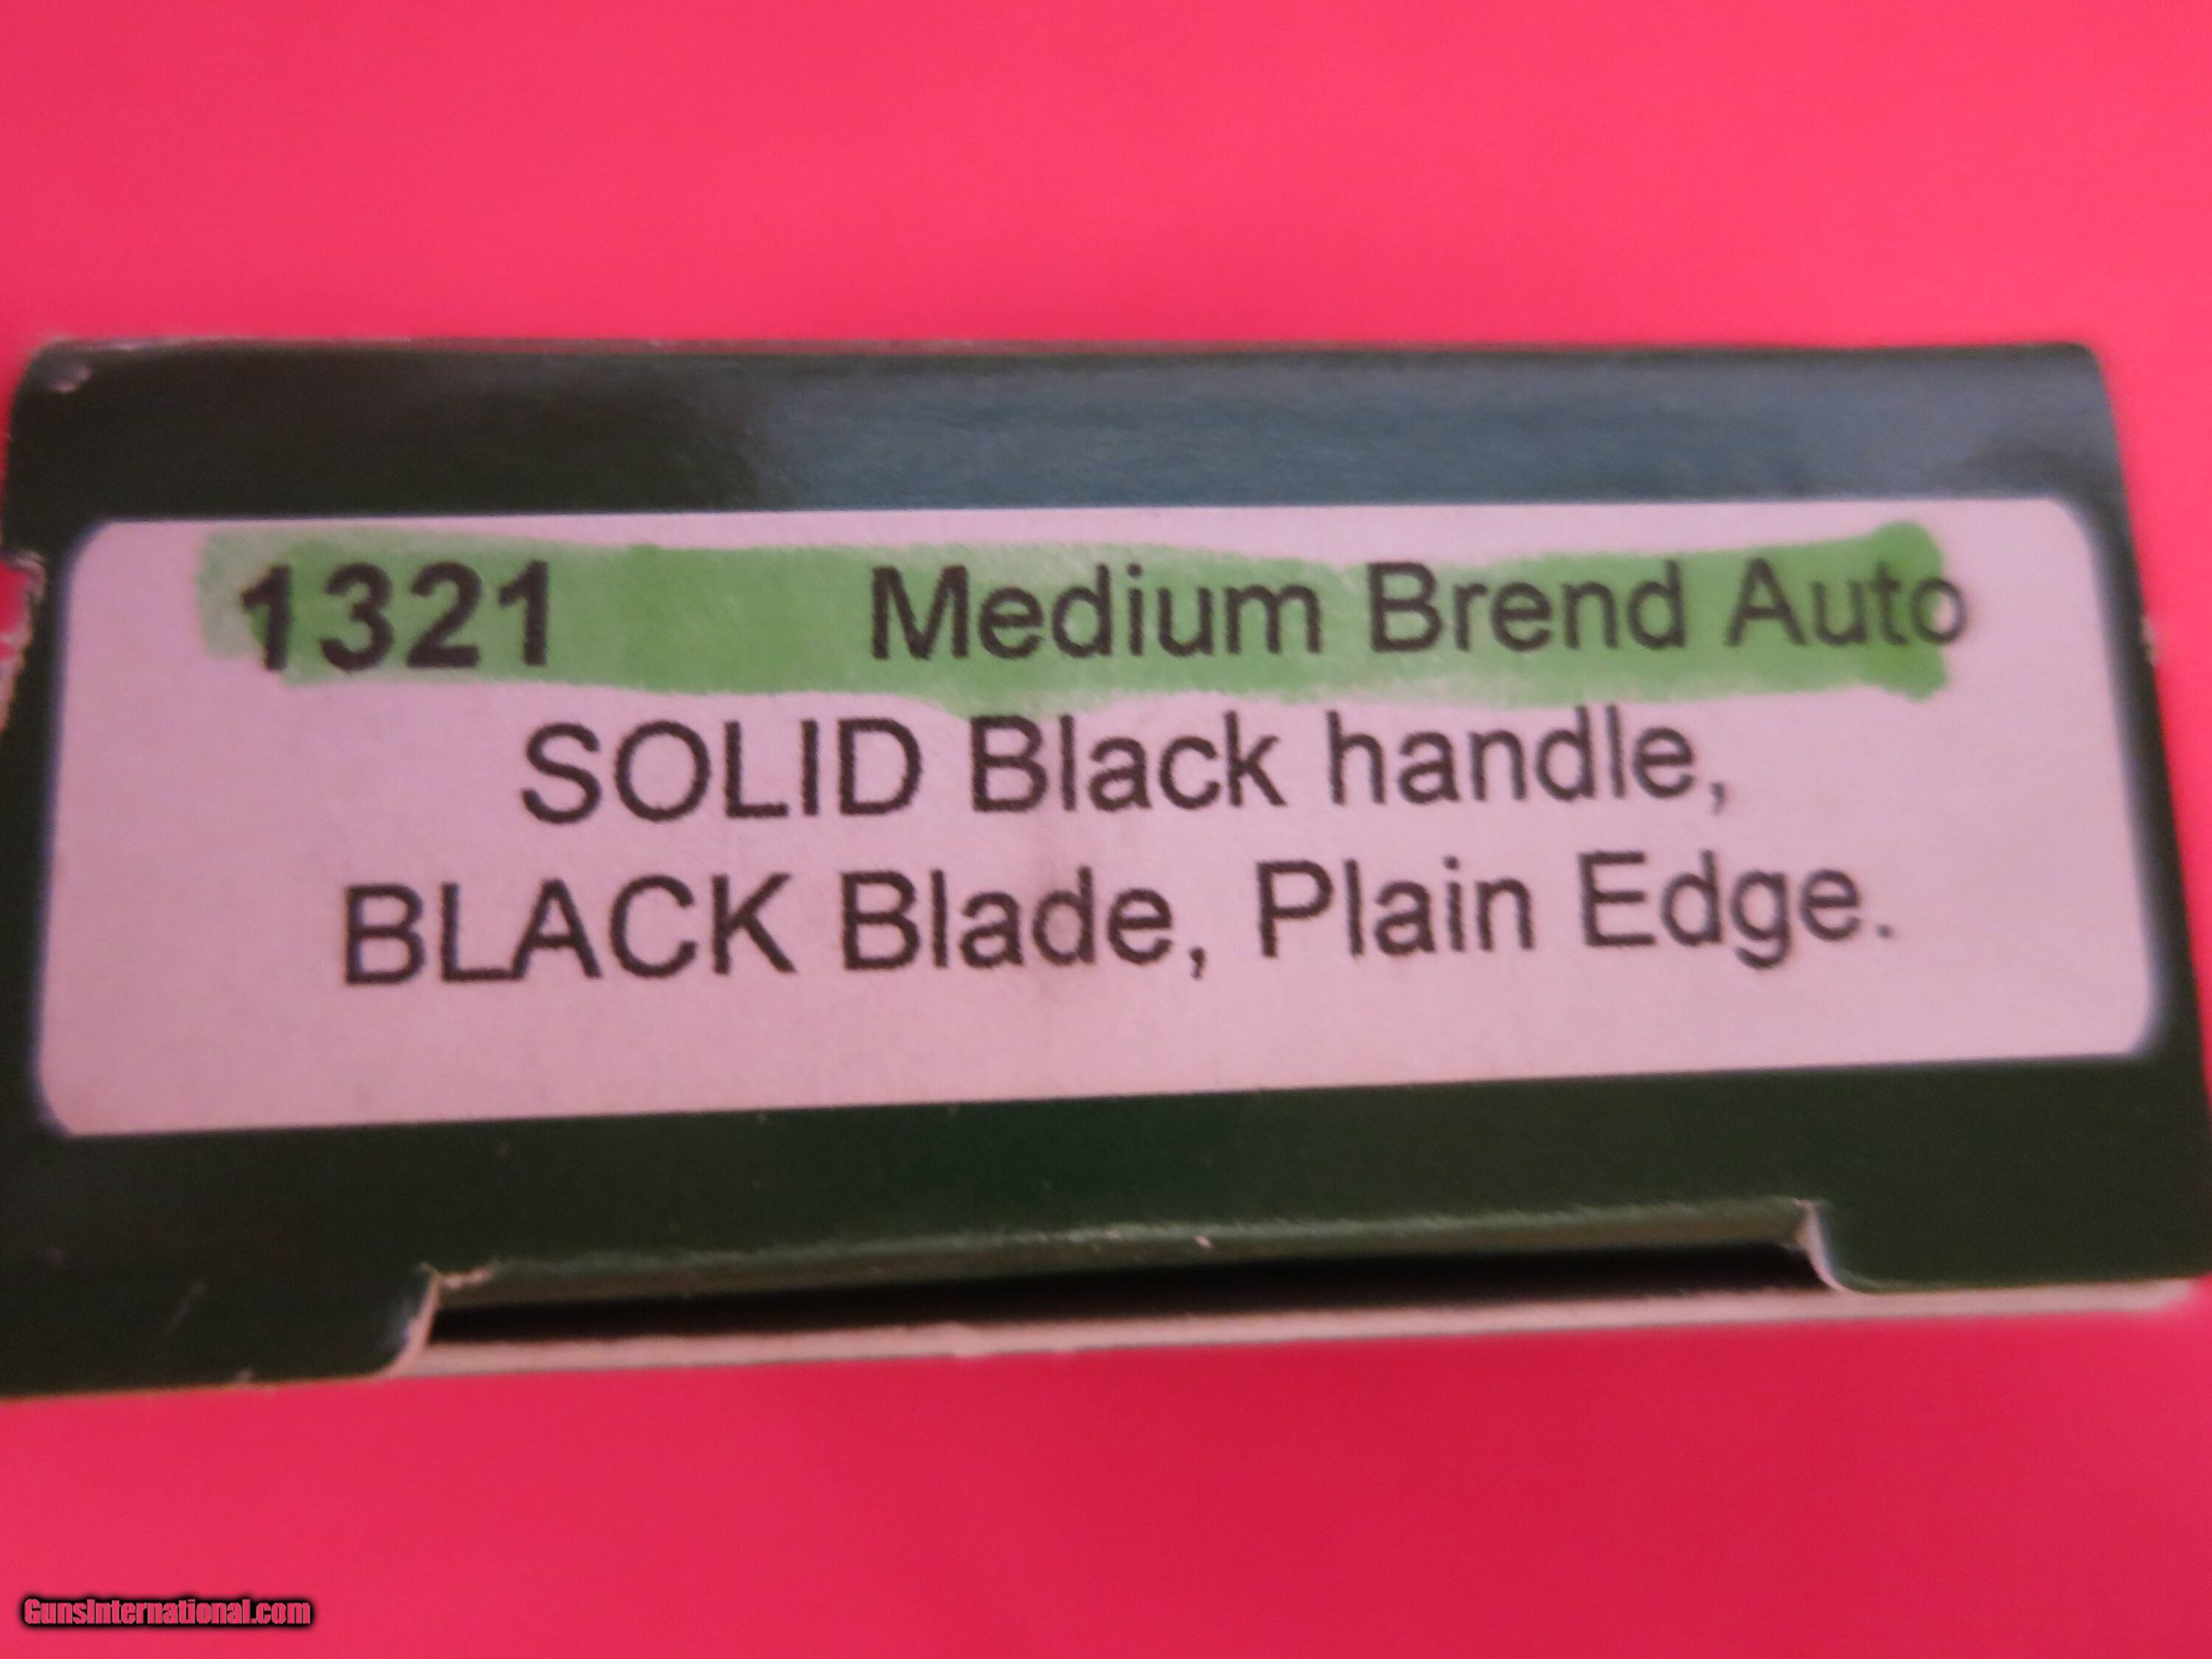 1321 Medium Brend Auto
SOLID Black handle,
BLACK Blade, Plain Edge.
GunsInternational.com